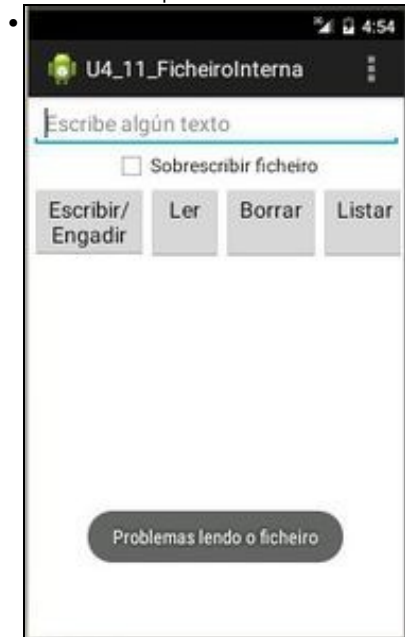 4:54
U4_11_FicheiroInterna
Escribe algún texto
Sobrescribir ficheiro
Escribir/ Ler Borrar Listar
Engadir
Problemas lendo o ficheiro